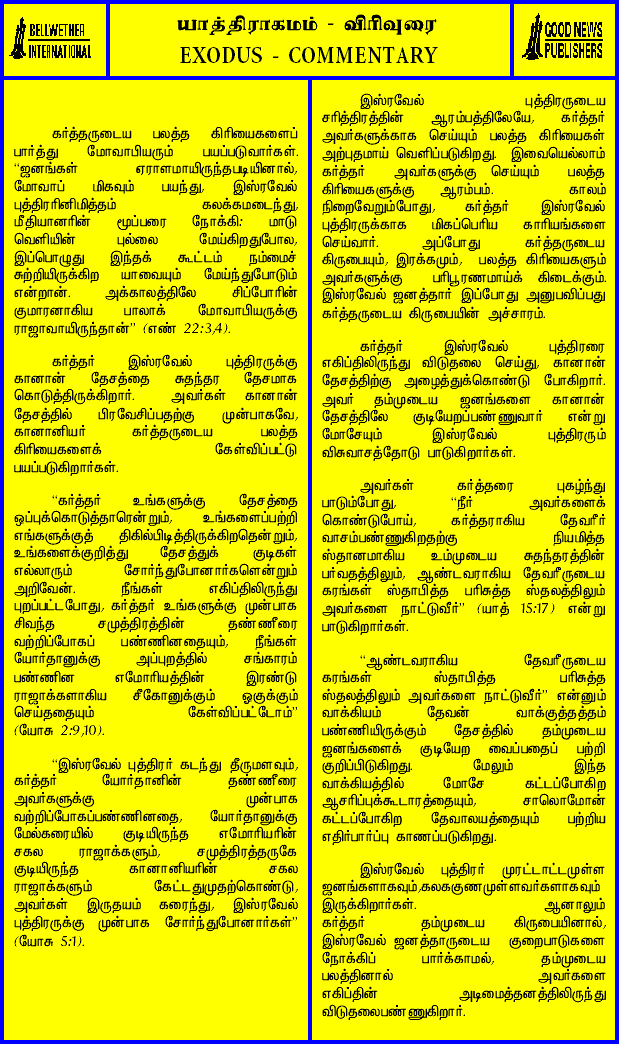 BELLWETHER
INTERNATIONAL
யாத்திராகமம் - விரிவுரை
EXODUS - COMMENTARY
GOOD NEWS
PUBLISHERS
கர்த்தருடைய பலத்த கிரியைகளைப்
பார்த்து மோவாபியரும் பயப்படுவார்கள்.
“ஜனங்கள் ஏராளமாயிருந்தபடியினால்,
மோவாப் மிகவும் பயந்து, இஸ்ரவேல்
புத்திரரினிமித்தம் கலக்கமடைந்து,
மீதியானரின் மூப்பரை நோக்கி: மாடு
வெளியின் புல்லை மேய்கிறதுபோல,
இப்பொழுது இந்தக் கூட்டம் நம்மைச்
சுற்றியிருக்கிற யாவையும் மேய்ந்துபோடும்
என்றான். அக்காலத்திலே சிப்போரின்
குமாரனாகிய பாலாக் மோவாபியருக்கு
ராஜாவாயிருந்தான்” (எண் 22:3,4).
கர்த்தர் இஸ்ரவேல் புத்திரருக்கு
கானான் தேசத்தை சுதந்தர தேசமாக
கொடுத்திருக்கிறார். அவர்கள் கானான்
தேசத்தில் பிரவேசிப்பதற்கு முன்பாகவே,
கானானியர் கர்த்தருடைய பலத்த
கிரியைகளைக் கேள்விப்பட்டு
பயப்படுகிறார்கள்.
“கர்த்தர் உங்களுக்கு தேசத்தை
ஒப்புக்கொடுத்தாரென்றும், உங்களைப்பற்றி
எங்களுக்குத் திகில்பிடித்திருக்கிறதென்றும்,
உங்களைக்குறித்து தேசத்துக் குடிகள்
எல்லாரும் சோர்ந்துபோனார்களென்றும்
அறிவேன். நீங்கள் எகிப்திலிருந்து
புறப்பட்டபோது, கர்த்தர் உங்களுக்கு முன்பாக
சிவந்த சமுத்திரத்தின் தண்ணீரை
வற்றிப்போகப் பண்ணினதையும், நீங்கள்
யோர்தானுக்கு அப்புறத்தில் சங்காரம்
பண்ணின எமோரியத்தின் இரண்டு
ராஜாக்களாகிய சீகோனுக்கும் ஓகுக்கும்
செய்ததையும் கேள்விப்பட்டோம்”
(யோசு 2:9,10).
“இஸ்ரவேல் புத்திரர் கடந்து தீருமளவும்,
கர்த்தர் யோர்தானின் தண்ணீரை
அவர்களுக்கு முன்பாக
வற்றிப்போகப்பண்ணினதை, யோர்தானுக்கு
மேல்கரையில் குடியிருந்த எமோரியரின்
சகல ராஜாக்களும், சமுத்திரத்தருகே
குடியிருந்த கானானியரின் சகல
ராஜாக்களும் கேட்டதுமுதற்கொண்டு,
அவர்கள் இருதயம் கரைந்து, இஸ்ரவேல்
புத்திரருக்கு முன்பாக சோர்ந்துபோனார்கள்”
(யோசு 5:1).
இஸ்ரவேல் புத்திரருடைய
சரித்திரத்தின் ஆரம்பத்திலேயே, கர்த்தர்
அவர்களுக்காக செய்யும் பலத்த கிரியைகள்
அற்புதமாய் வெளிப்படுகிறது. இவையெல்லாம்
கர்த்தர் அவர்களுக்கு செய்யும் பலத்த
கிரியைகளுக்கு ஆரம்பம். காலம்
நிறைவேறும்போது, கர்த்தர் இஸ்ரவேல்
புத்திரருக்காக மிகப்பெரிய காரியங்களை
செய்வார். அப்போது கர்த்தருடைய
கிருபையும், இரக்கமும், பலத்த கிரியைகளும்
அவர்களுக்கு பரிபூரணமாய்க் கிடைக்கும்.
இஸ்ரவேல் ஜனத்தார் இப்போது அனுபவிப்பது
கர்த்தருடைய கிருபையின் அச்சாரம்.
கர்த்தர் இஸ்ரவேல் புத்திரரை
எகிப்திலிருந்து விடுதலை செய்து, கானான்
தேசத்திற்கு அழைத்துக்கொண்டு போகிறார்.
அவர் தம்முடைய ஜனங்களை கானான்
தேசத்திலே குடியேறப்பண்ணுவார் என்று
மோசேயும் இஸ்ரவேல் புத்திரரும்
விசுவாசத்தோடு பாடுகிறார்கள்.
அவர்கள் கர்த்தரை புகழ்ந்து
பாடும்போது, “நீர் அவர்களைக்
கொண்டுபோய், கர்த்தராகிய தேவரீர்
வாசம்பண்ணுகிறதற்கு நியமித்த
ஸ்தானமாகிய உம்முடைய சுதந்தரத்தின்
பர்வதத்திலும், ஆண்டவராகிய தேவரீருடைய
கரங்கள் ஸ்தாபித்த பரிசுத்த ஸ்தலத்திலும்
அவர்களை நாட்டுவீர்” (யாத் 15:17) என்று
பாடுகிறார்கள்.
“ஆண்டவராகிய தேவரீருடைய
கரங்கள் ஸ்தாபித்த பரிசுத்த
ஸ்தலத்திலும் அவர்களை நாட்டுவீர்” என்னும்
வாக்கியம் தேவன் வாக்குத்தத்தம்
பண்ணியிருக்கும் தேசத்தில் தம்முடைய
ஜனங்களைக் குடியேற வைப்பதைப் பற்றி
குறிப்பிடுகிறது. மேலும் இந்த
வாக்கியத்தில் மோசே கட்டப்போகிற
ஆசரிப்புக்கூடாரத்தையும், சாலொமோன்
கட்டப்போகிற தேவாலயத்தையும் பற்றிய
எதிர்பார்ப்பு காணப்படுகிறது.
இஸ்ரவேல் புத்திரர் முரட்டாட்டமுள்ள
ஜனங்களாகவும்,கலககுணமுள்ளவர்களாகவும்
இருக்கிறார்கள். ஆனாலும்
கர்த்தர் தம்முடைய கிருபையினால்,
இஸ்ரவேல் ஜனத்தாருடைய குறைபாடுகளை
நோக்கிப் பார்க்காமல், தம்முடைய
பலத்தினால் அவர்களை
எகிப்தின் அடிமைத்தனத்திலிருந்து
விடுதலைபண்ணுகிறார்.